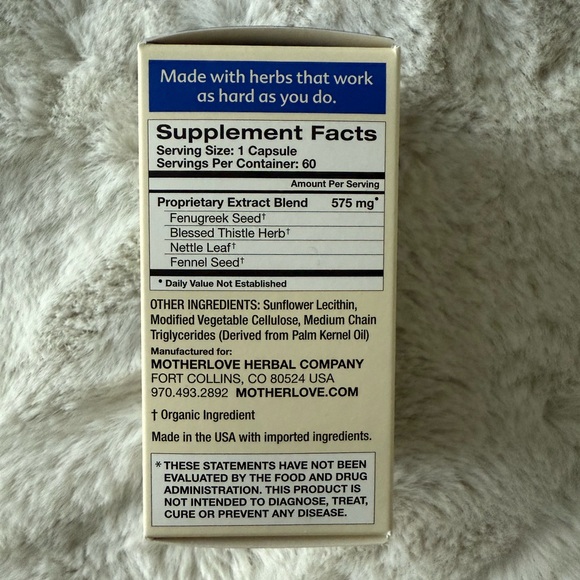 Made with herbs that work
as hard as you do.
Supplement Facts
Serving Size: 1 Capsule
Servings Per Container: 60
Amount Per Serving
Proprietary Extract Blend 575 mg*
Fenugreek Seed†
Blessed Thistle Herb†
Nettle Leaf†
Fennel Seed†
* Daily Value Not Established
OTHER INGREDIENTS: Sunflower Lecithin,
Modified Vegetable Cellulose, Medium Chain
Triglycerides (Derived from Palm Kernel Oil)
Manufactured for:
MOTHERLOVE HERBAL COMPANY
FORT COLLINS, CO 80524 USA
970.493.2892 MOTHERLOVE.COM
† Organic Ingredient
Made in the USA with imported ingredients.
* THESE STATEMENTS HAVE NOT BEEN
EVALUATED BY THE FOOD AND DRUG
ADMINISTRATION. THIS PRODUCT IS
NOT INTENDED TO DIAGNOSE, TREAT,
CURE OR PREVENT ANY DISEASE.